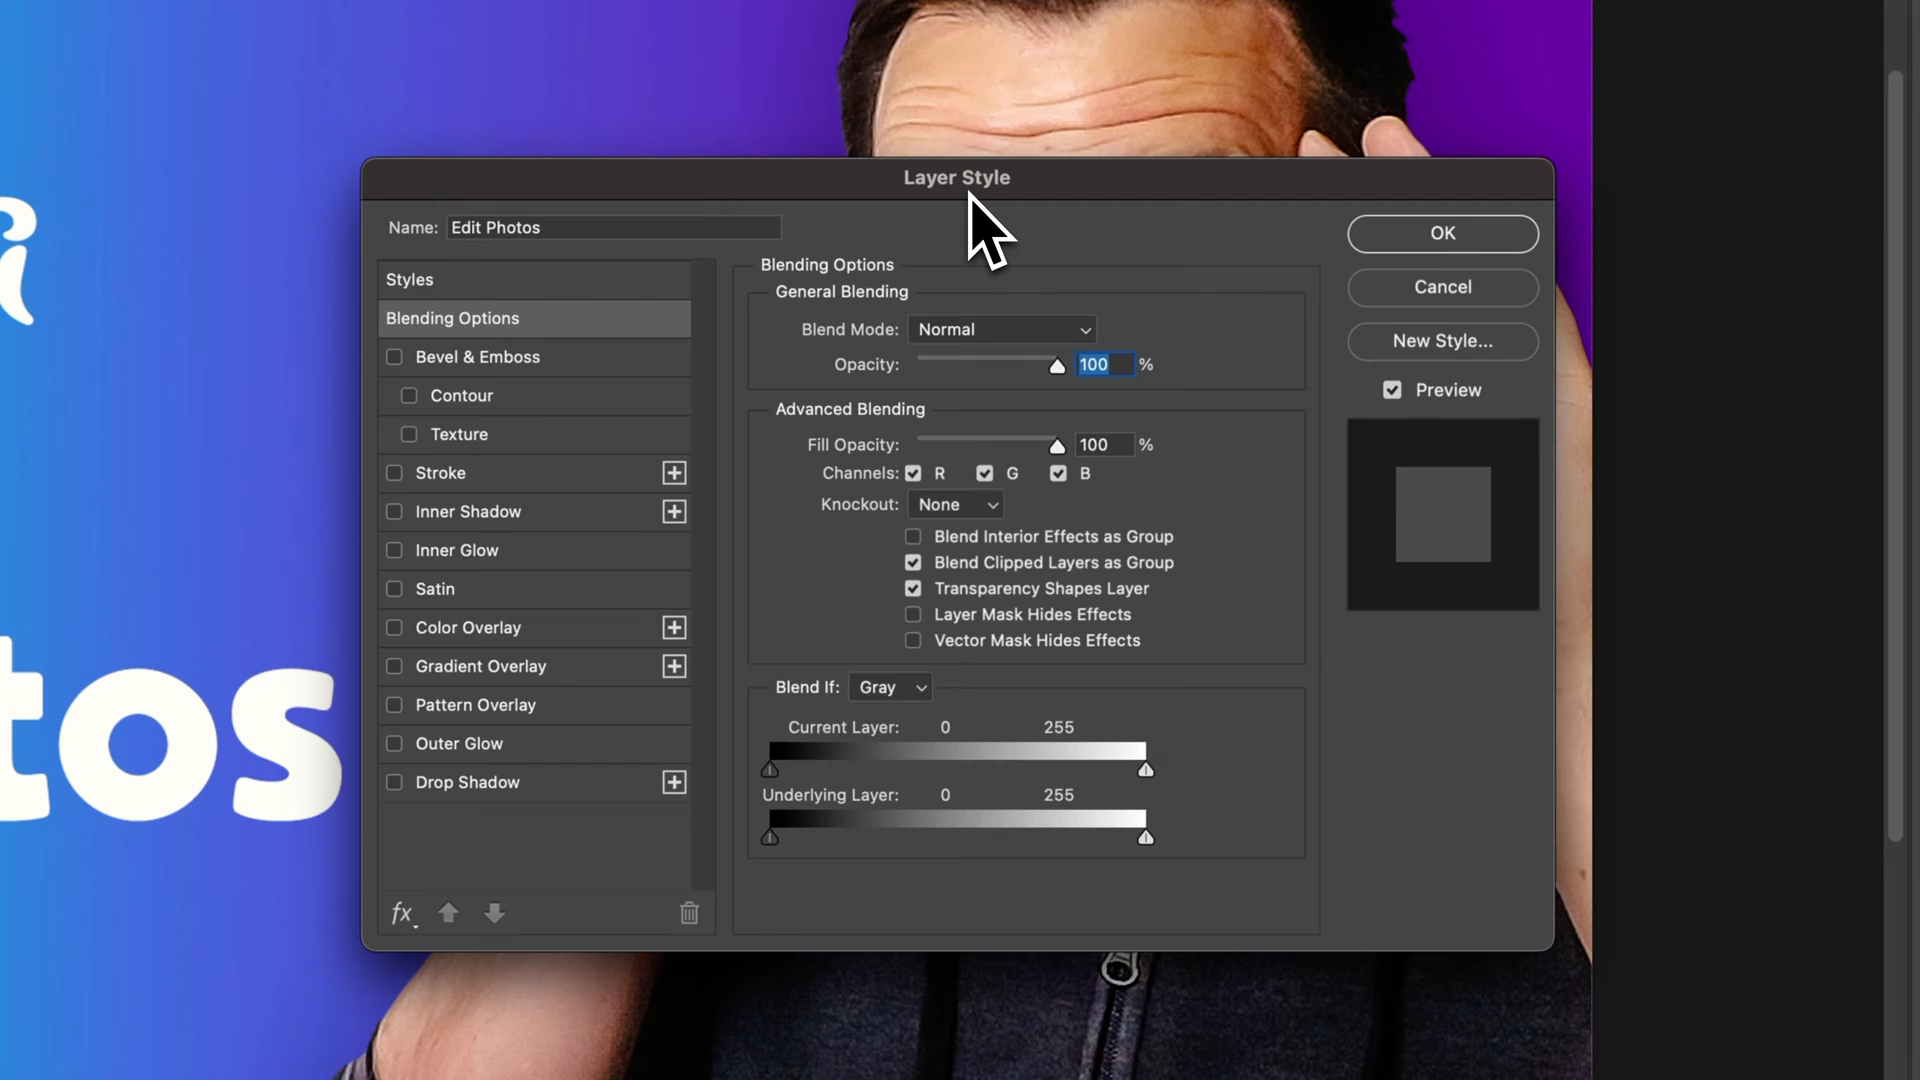 Layer Style
Name: Edit Photos
OK
Cancel
New Style...
Preview
Styles
Blending Options
Bevel & Emboss
Contour
Texture
Stroke
Inner Shadow
Inner Glow
Satin
Color Overlay
Gradient Overlay
Pattern Overlay
Outer Glow
Drop Shadow
fx
Blending Options
General Blending
Blend Mode: Normal
Opacity: 100 %
Advanced Blending
Fill Opacity: 100 %
Channels: R G B
Knockout: None
Blend Interior Effects as Group
Blend Clipped Layers as Group
Transparency Shapes Layer
Layer Mask Hides Effects
Vector Mask Hides Effects
Blend If: Gray
Current Layer: 0 255
Underlying Layer: 0 255
tos